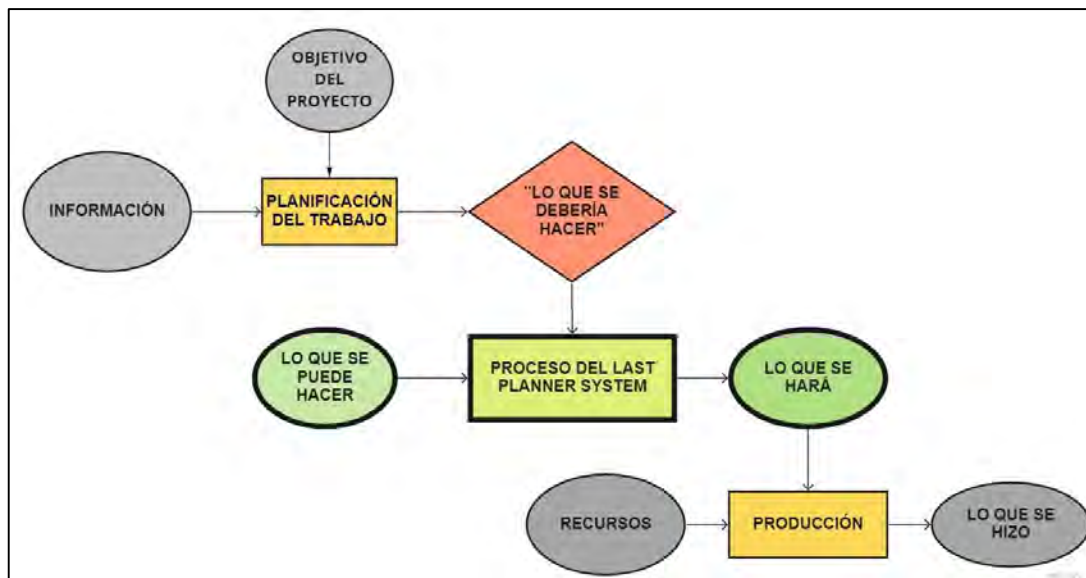 OBJETIVO
DEL
PROYECTO
INFORMACIÓN
PLANIFICACIÓN
DEL TRABAJO
"LO QUE SE
DEBERÍA
HACER"
LO QUE SE
PUEDE
HACER
PROCESO DEL LAST
PLANNER SYSTEM
LO QUE SE
HARÁ
RECURSOS
PRODUCCIÓN
LO QUE SE
HIZO